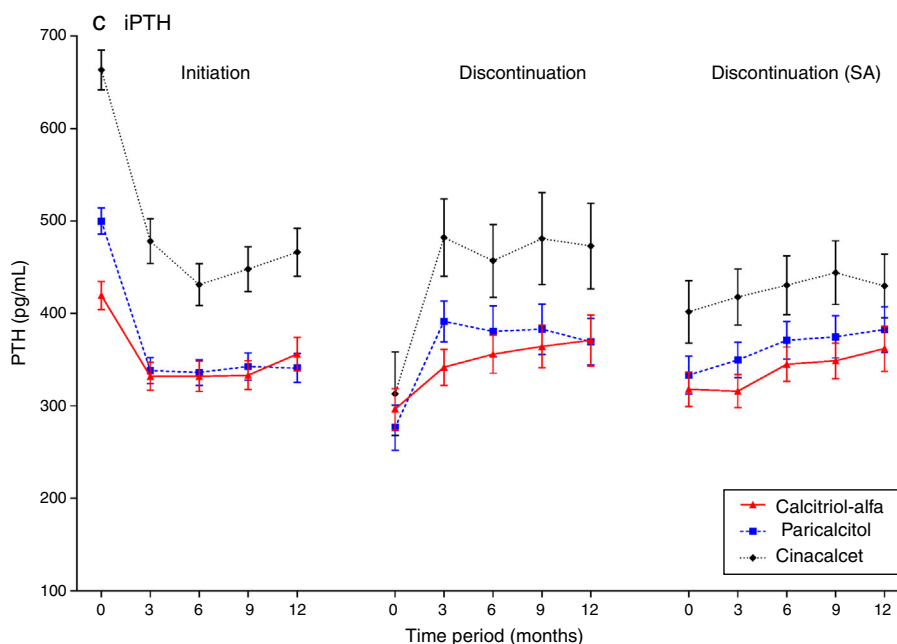 C iPTH
700
600
500
400
300
200
100
PTH (pg/mL)
Initiation
Discontinuation
Discontinuation (SA)
0 3 6 9 12
0 3 6 9 12
0 3 6 9 12
Time period (months)
Calcitriol-alfa
Paricalcitol
Cinacalcet